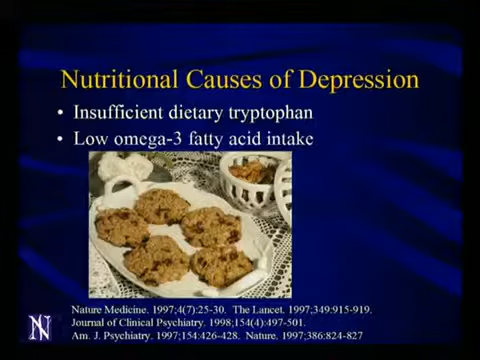 Nutritional Causes of Depression
• Insufficient dietary tryptophan
• Low omega-3 fatty acid intake
Nature Medicine. 1997;4(7):25-30. The Lancet. 1997;349:915-919.
Journal of Clinical Psychiatry. 1998;154(4):497-501.
Am. J. Psychiatry. 1997;154:426-428. Nature. 1997;386:824-827
N